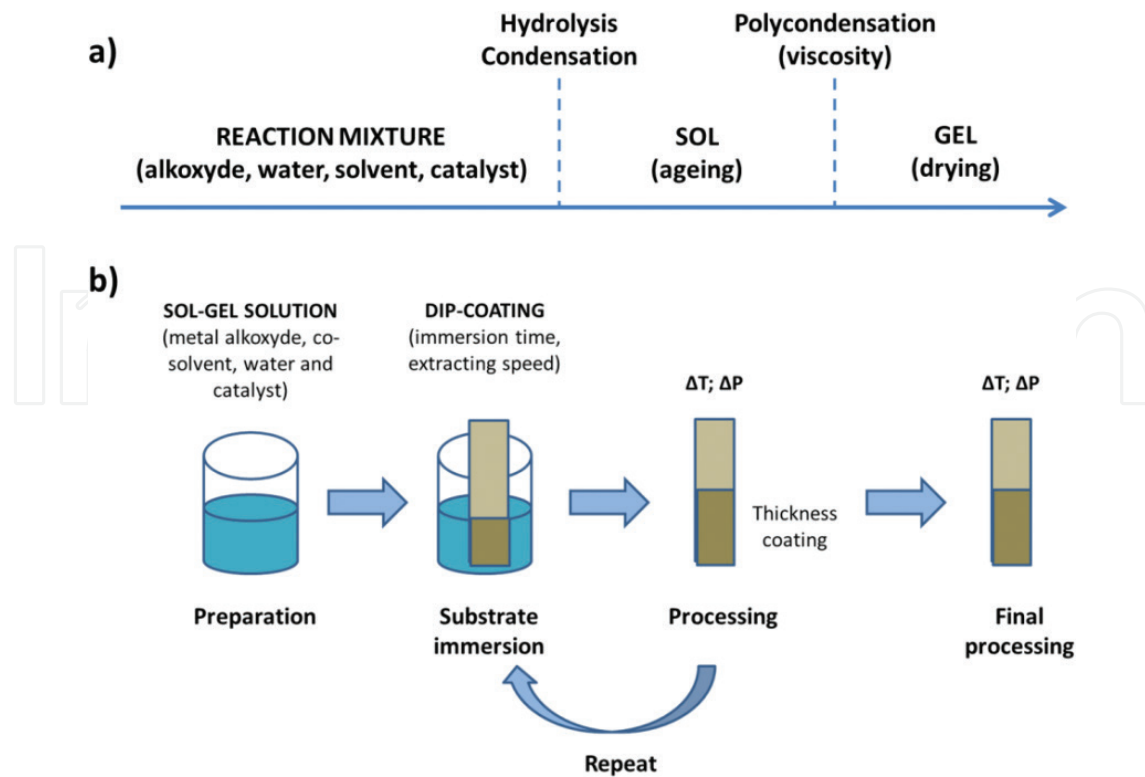 a)
Hydrolysis
Condensation
Polycondensation
(viscosity)
REACTION MIXTURE
(alkoxyde, water, solvent, catalyst)
SOL
(ageing)
GEL
(drying)
b)
SOL-GEL SOLUTION
(metal alkoxyde, co-
solvent, water and
catalyst)
DIP-COATING
(immersion time,
extracting speed)
ΔT; ΔP
ΔT; ΔP
Thickness
coating
Preparation
Substrate
immersion
Processing
Final
processing
Repeat